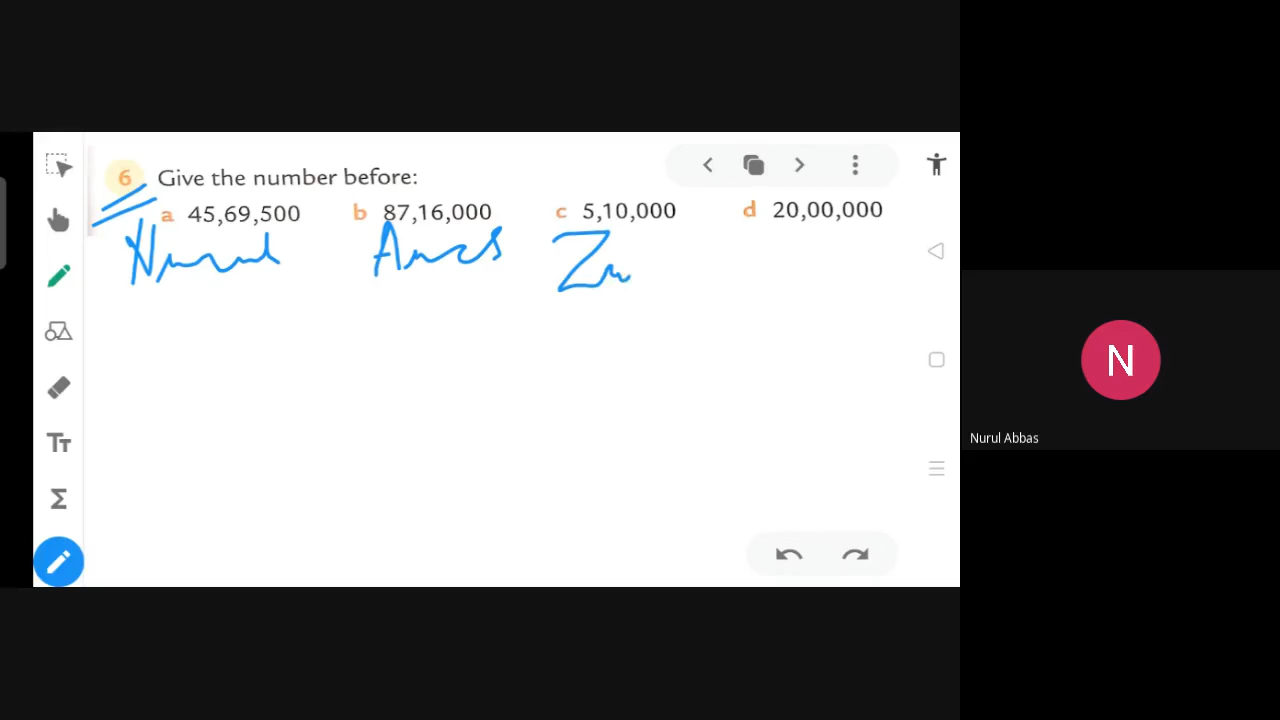 6 Give the number before:
a 45,69,500 b 87,16,000 c 5,10,000 d 20,00,000
Nurul Anas
Tт
Σ
N
Nurul Abbas